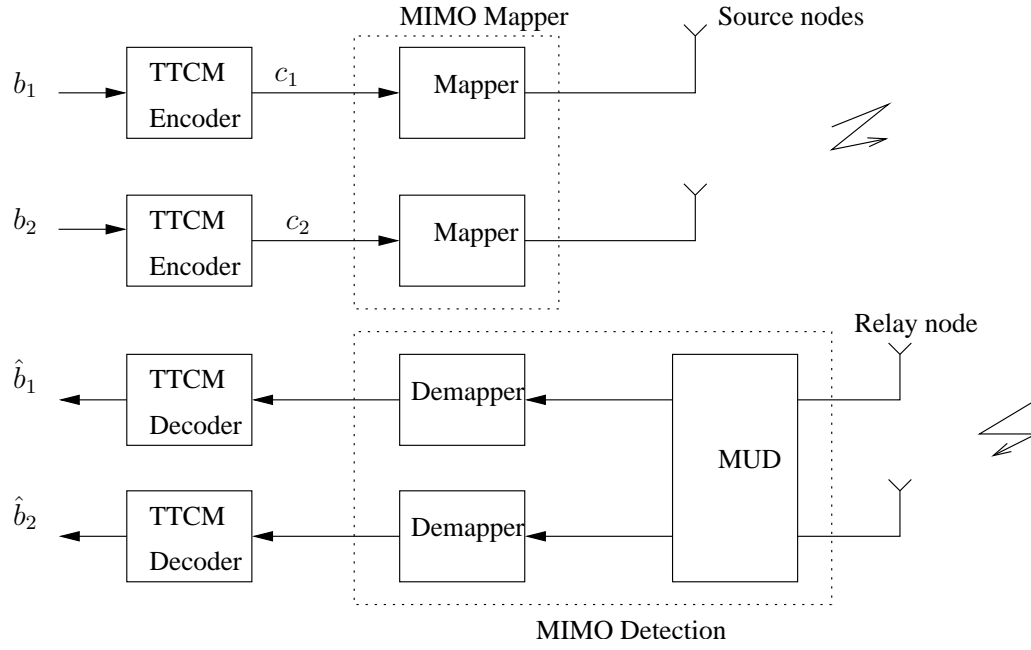 MIMO Mapper
Source nodes
b₁
TTCM
Encoder
c₁
Mapper
b₂
TTCM
Encoder
c₂
Mapper
Relay node
b̂₁
TTCM
Decoder
Demapper
MUD
b̂₂
TTCM
Decoder
Demapper
MIMO Detection